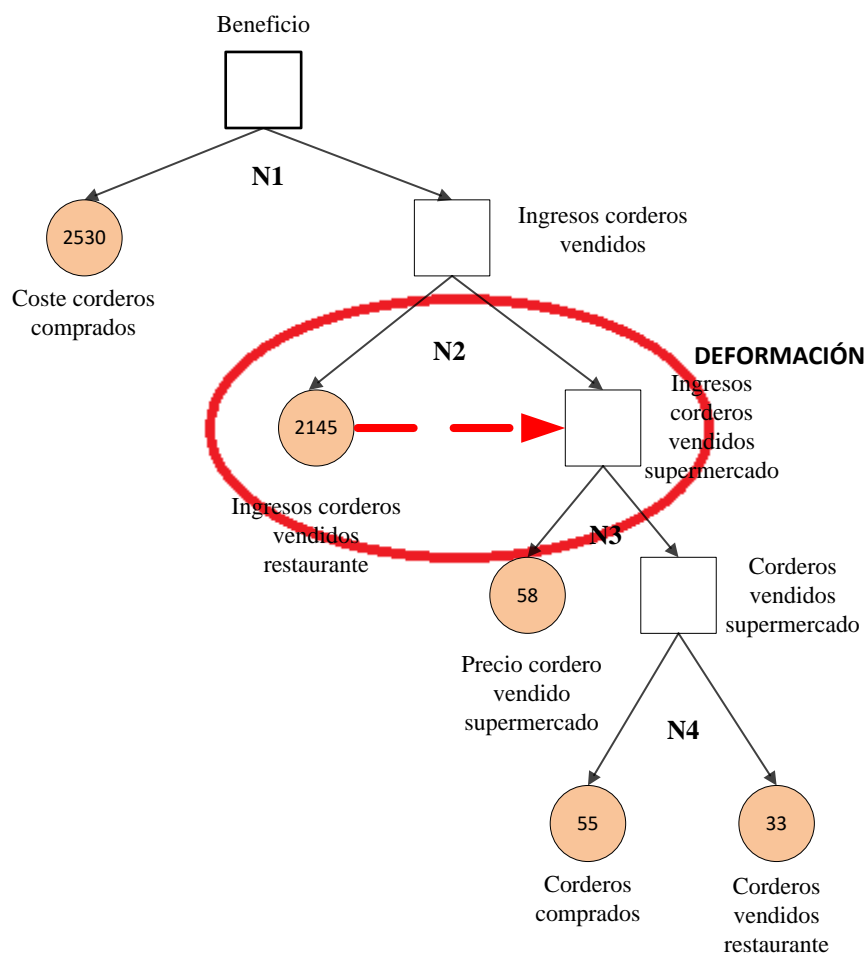 Beneficio
N1
2530
Coste corderos
comprados
Ingresos corderos
vendidos
N2
DEFORMACIÓN
2145
Ingresos
corderos
vendidos
supermercado
Ingresos corderos
vendidos
restaurante
N3
58
Precio cordero
vendido
supermercado
Corderos
vendidos
supermercado
N4
55
Corderos
comprados
33
Corderos
vendidos
restaurante